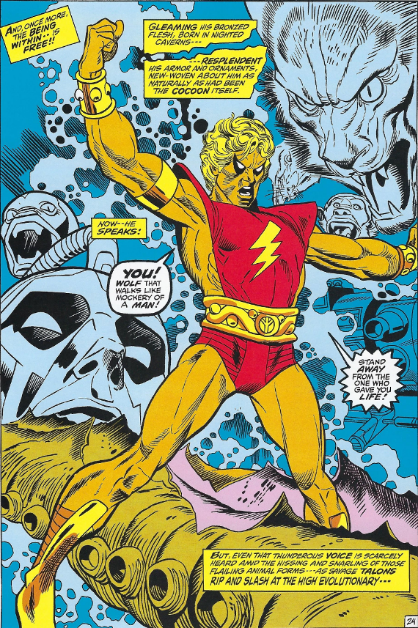 AND, ONCE MORE,
THE BEING
WITHIN... IS
FREE!!
GLEAMING HIS BRONZED
FLESH, BORN IN NIGHTED
CAVERNS---
---RESPLENDENT
HIS ARMOR AND ORNAMENTS,
NEW-WOVEN ABOUT HIM AS
NATURALLY AS HAD BEEN
THE COCOON ITSELF.
NOW--HE
SPEAKS:
YOU!
WOLF THAT
WALKS LIKE
MOCKERY OF
A MAN!
STAND
AWAY
FROM THE
ONE WHO
GAVE YOU
LIFE!
BUT, EVEN THAT THUNDEROUS VOICE IS SCARCELY
HEARD AMID THE HISSING AND SNARLING OF THOSE
FLAILING ANIMAL FORMS---AS SAVAGE TALONS
RIP AND SLASH AT THE HIGH EVOLUTIONARY---